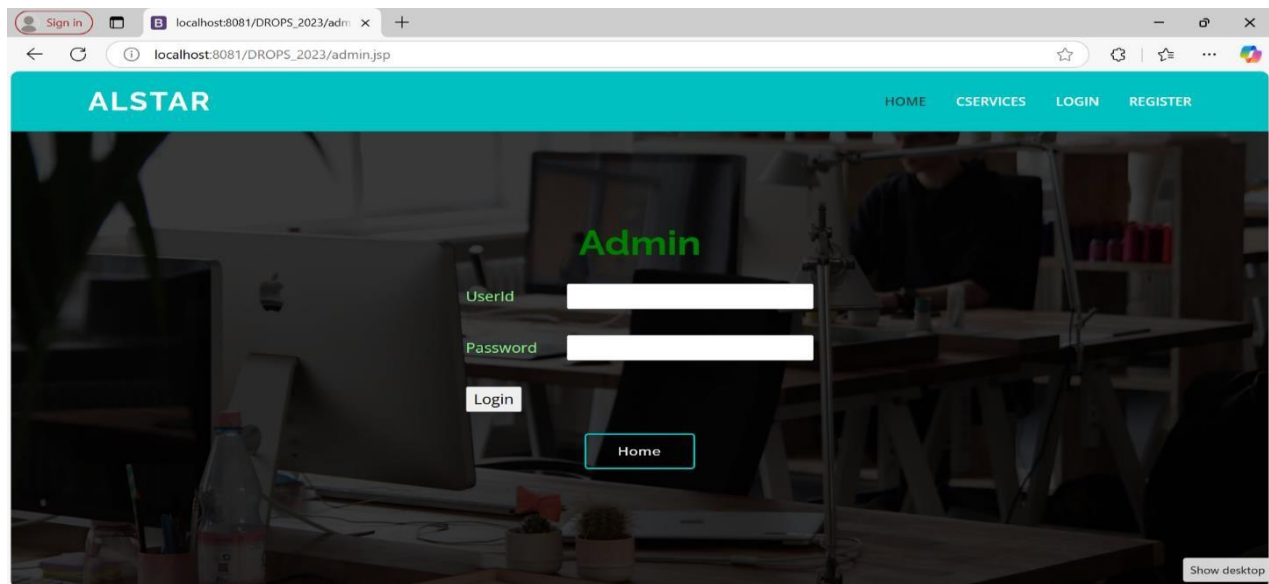 Sign in
B localhost:8081/DROPS_2023/adm
localhost:8081/DROPS_2023/admin.jsp
ALSTAR HOME CSERVICES LOGIN REGISTER
Admin
UserId
Password
Login
Home
Show desktop